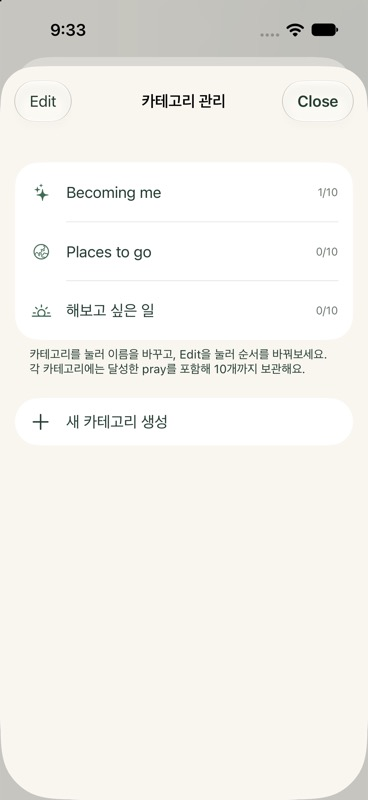 9:33
Edit
카테고리 관리
Close
Becoming me
1/10
Places to go
0/10
해보고 싶은 일
0/10
카테고리를 눌러 이름을 바꾸고, Edit을 눌러 순서를 바꿔보세요.
각 카테고리에는 달성한 pray를 포함해 10개까지 보관해요.
새 카테고리 생성